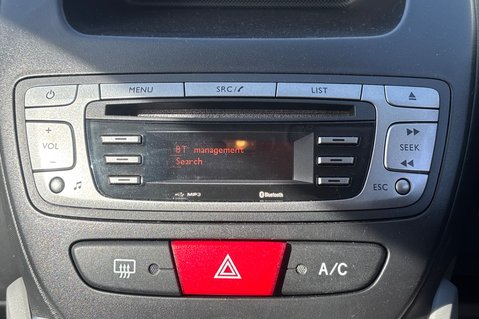 MENU
SRC/
LIST
+
VOL
-
BT management
Search
SEEK
ESC
MP3
Bluetooth
A/C